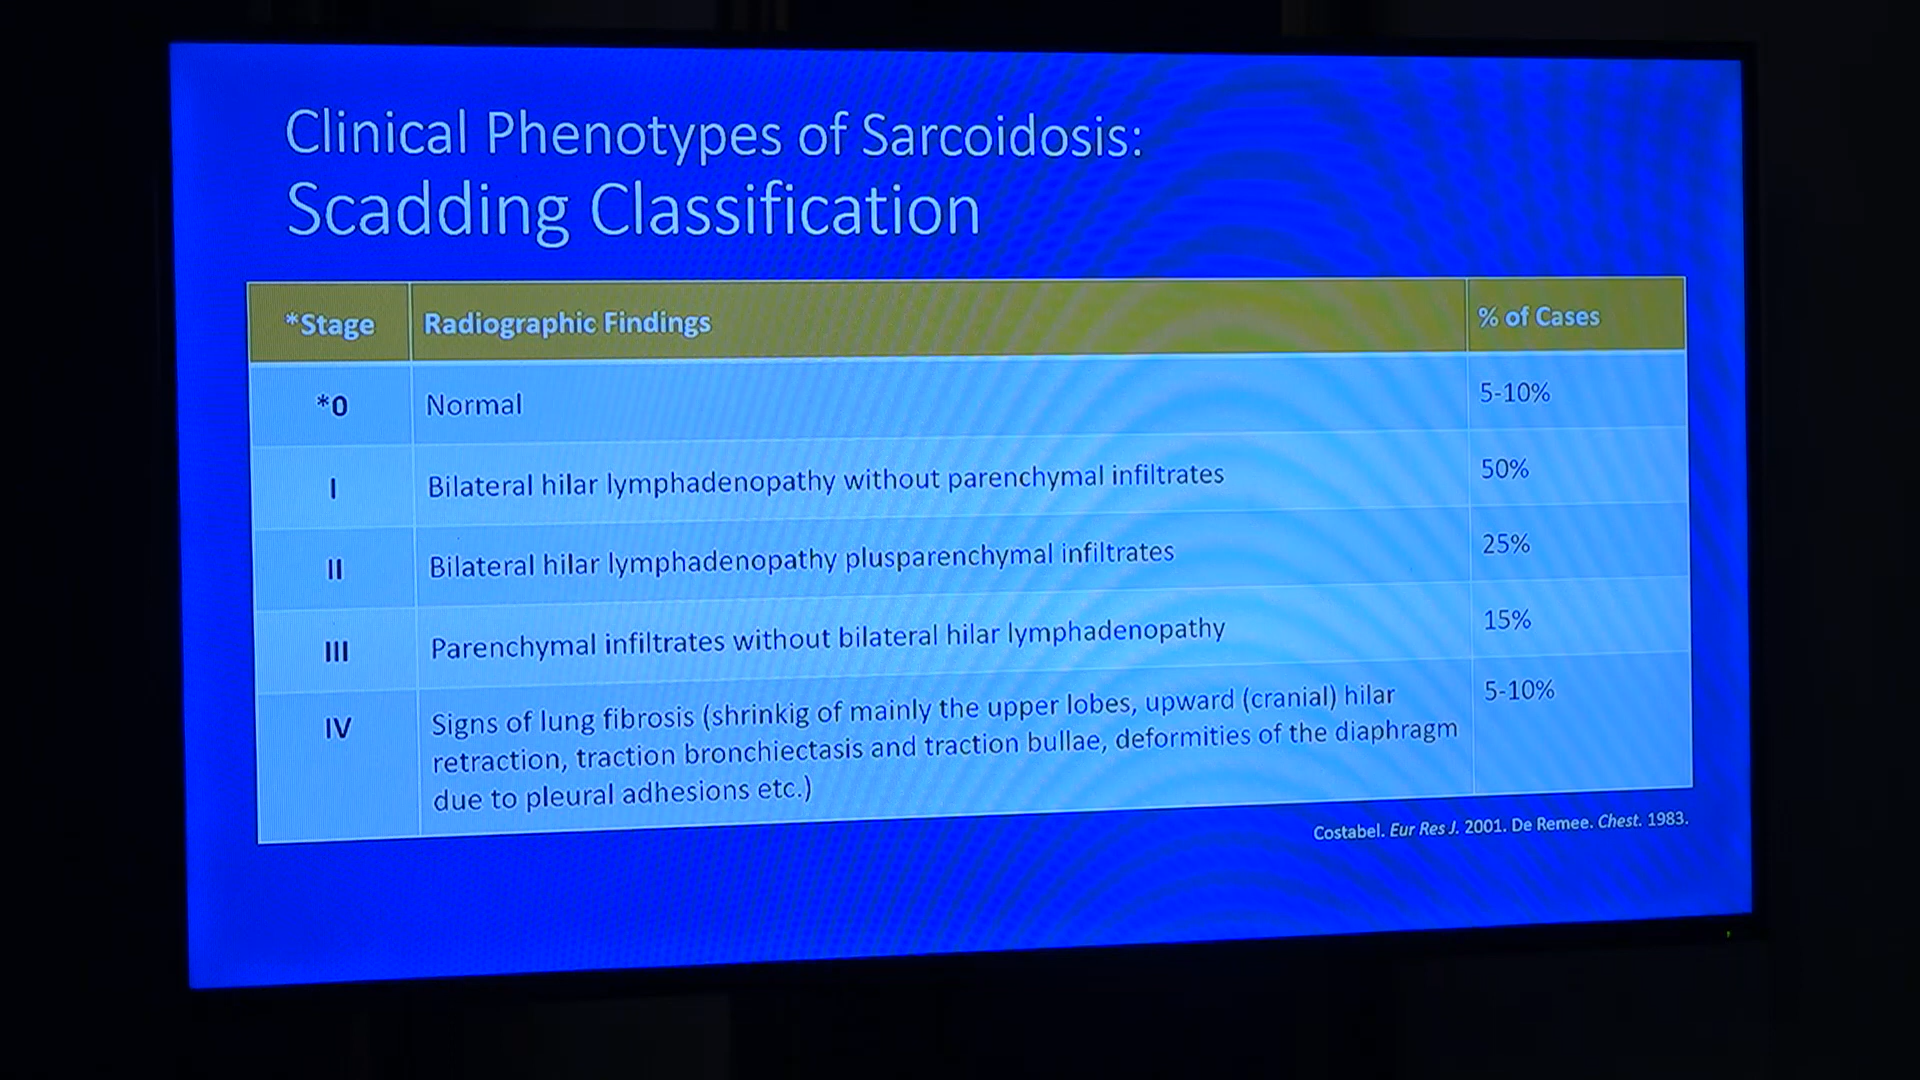 Clinical Phenotypes of Sarcoidosis:
Scadding Classification
*Stage Radiographic Findings % of Cases
*0 Normal 5-10%
I Bilateral hilar lymphadenopathy without parenchymal infiltrates 50%
II Bilateral hilar lymphadenopathy plusparenchymal infiltrates 25%
III Parenchymal infiltrates without bilateral hilar lymphadenopathy 15%
IV Signs of lung fibrosis (shrinkig of mainly the upper lobes, upward (cranial) hilar 5-10%
retraction, traction bronchiectasis and traction bullae, deformities of the diaphragm
due to pleural adhesions etc.)
Costabel. Eur Res J. 2001. De Remee. Chest. 1983.